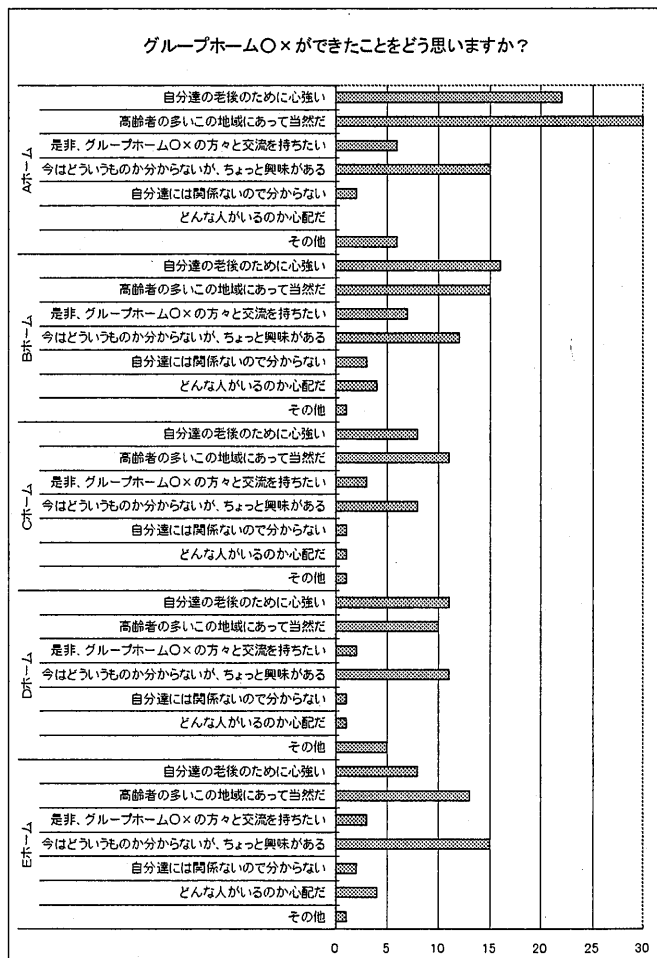 グループホーム〇×ができたことをどう思いますか？
Aホーム
自分達の老後のために心強い
高齢者の多いこの地域にあって当然だ
是非、グループホーム〇×の方々と交流を持ちたい
今はどういうものか分からないが、ちょっと興味がある
自分達には関係ないので分からない
どんな人がいるのか心配だ
その他
Bホーム
自分達の老後のために心強い
高齢者の多いこの地域にあって当然だ
是非、グループホーム〇×の方々と交流を持ちたい
今はどういうものか分からないが、ちょっと興味がある
自分達には関係ないので分からない
どんな人がいるのか心配だ
その他
Cホーム
自分達の老後のために心強い
高齢者の多いこの地域にあって当然だ
是非、グループホーム〇×の方々と交流を持ちたい
今はどういうものか分からないが、ちょっと興味がある
自分達には関係ないので分からない
どんな人がいるのか心配だ
その他
Dホーム
自分達の老後のために心強い
高齢者の多いこの地域にあって当然だ
是非、グループホーム〇×の方々と交流を持ちたい
今はどういうものか分からないが、ちょっと興味がある
自分達には関係ないので分からない
どんな人がいるのか心配だ
その他
Eホーム
自分達の老後のために心強い
高齢者の多いこの地域にあって当然だ
是非、グループホーム〇×の方々と交流を持ちたい
今はどういうものか分からないが、ちょっと興味がある
自分達には関係ないので分からない
どんな人がいるのか心配だ
その他
0 5 10 15 20 25 30